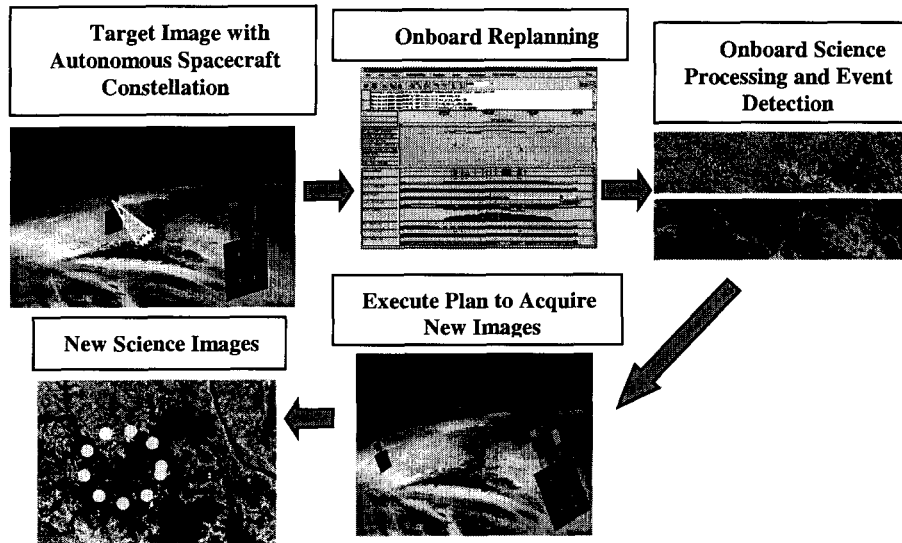 Target Image with
Autonomous Spacecraft
Constellation
Onboard Replanning
Onboard Science
Processing and Event
Detection
Execute Plan to Acquire
New Images
New Science Images